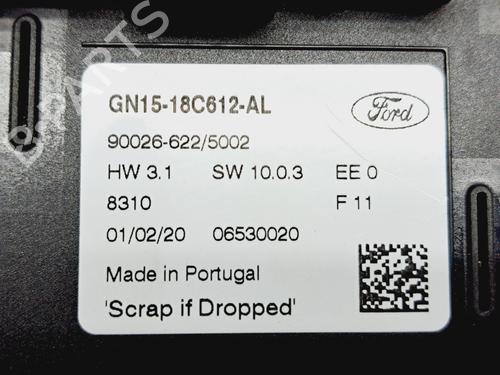 B-PARTS
GN15-18C612-AL
Ford
90026-622/5002
HW 3.1 SW 10.0.3 EE 0
8310 F 11
01/02/20 06530020
Made in Portugal
'Scrap if Dropped'